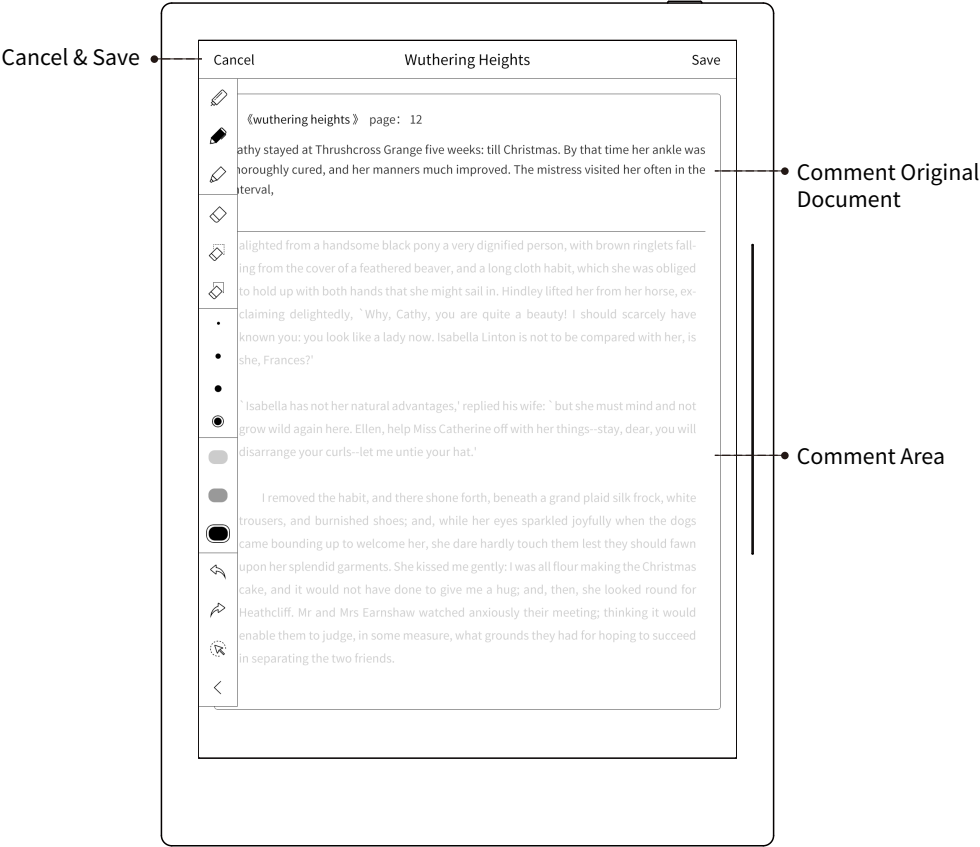 Cancel & Save
Cancel
Wuthering Heights
Save
《wuthering heights 》 page: 12
athy stayed at Thrushcross Grange five weeks: till Christmas. By that time her ankle was
horoughly cured, and her manners much improved. The mistress visited her often in the
nterval,
Comment Original
Document
alighted from a handsome black pony a very dignified person, with brown ringlets fall-
ing from the cover of a feathered beaver, and a long cloth habit, which she was obliged
to hold up with both hands that she might sail in. Hindley lifted her from her horse, ex-
claiming delightedly, `Why, Cathy, you are quite a beauty! I should scarcely have
known you: you look like a lady now. Isabella Linton is not to be compared with her, is
she, Frances?'
`Isabella has not her natural advantages,' replied his wife: `but she must mind and not
grow wild again here. Ellen, help Miss Catherine off with her things--stay, dear, you will
disarrange your curls--let me untie your hat.'
Comment Area
I removed the habit, and there shone forth, beneath a grand plaid silk frock, white
trousers, and burnished shoes; and, while her eyes sparkled joyfully when the dogs
came bounding up to welcome her, she dare hardly touch them lest they should fawn
upon her splendid garments. She kissed me gently: I was all flour making the Christmas
cake, and it would not have done to give me a hug; and, then, she looked round for
Heathcliff. Mr and Mrs Earnshaw watched anxiously their meeting; thinking it would
enable them to judge, in some measure, what grounds they had for hoping to succeed
in separating the two friends.